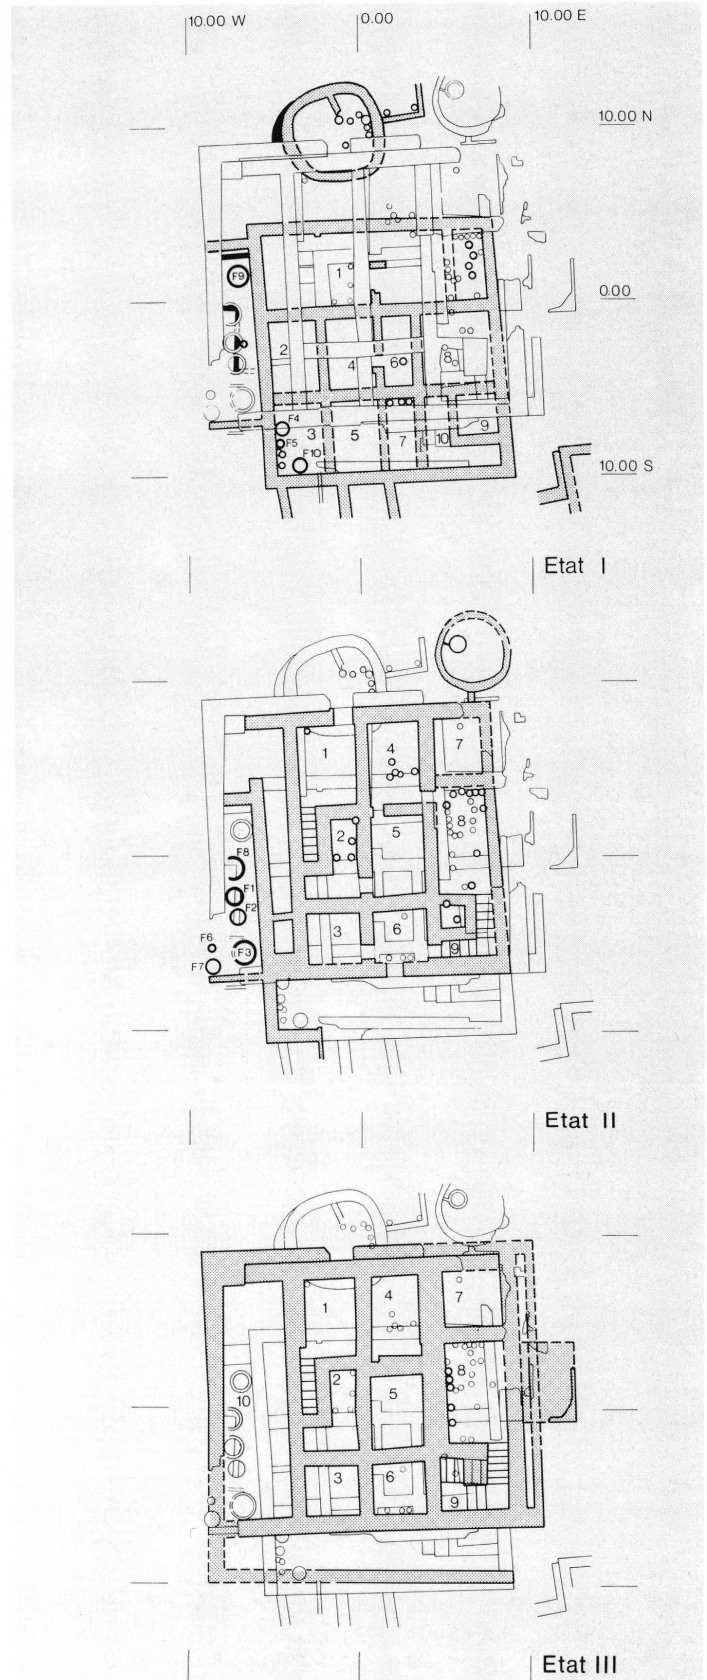 10.00 W 0.00 10.00 E
10.00 N
1
F9
0.00
2 4 6 8
F4
F5 3 5 7 10 9
F10
10.00 S
Etat I
1 4 7
2 5 8
F8
F1
F2
F6 3 6
F7 F3 9
Etat II
1 4 7
2 8
10 5
3 6
9
Etat III